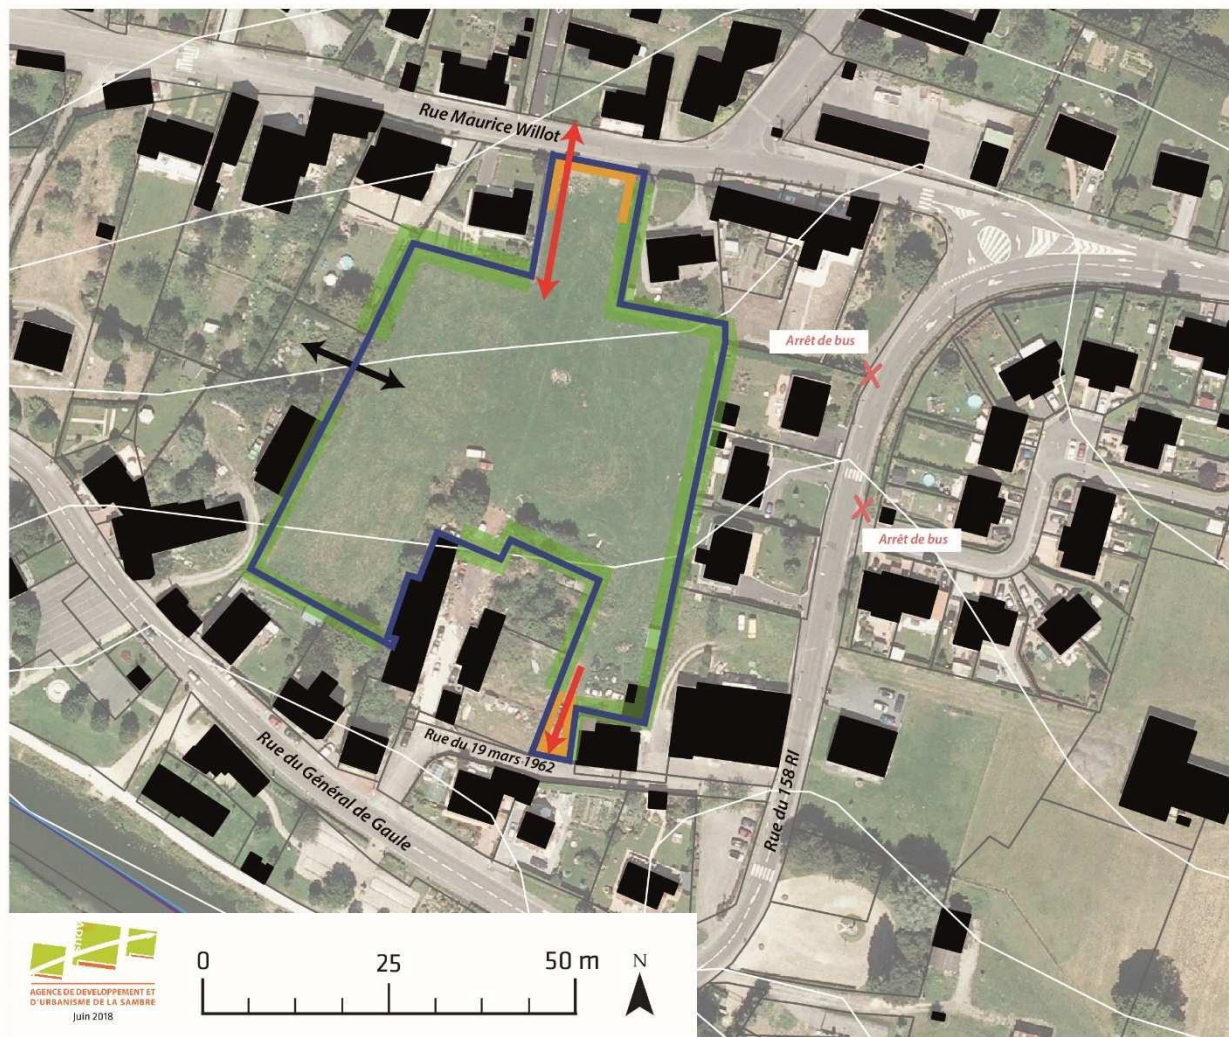 Rue Maurice Willot
Arrêt de bus
Arrêt de bus
Rue du 19 mars 1962
Rue du Général de Gaule
Rue du 158 RI
AGENCE DE DEVELOPPEMENT ET
D'URBANISME DE LA SAMBRE
Juin 2018
0 25 50 m
N